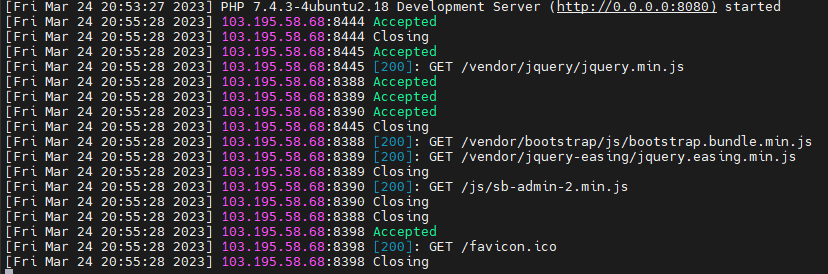 [Fri Mar 24 20:53:27 2023] PHP 7.4.3-4ubuntu2.18 Development Server (http://0.0.0.0:8080) started
[Fri Mar 24 20:55:28 2023] 103.195.58.68:8444 Accepted
[Fri Mar 24 20:55:28 2023] 103.195.58.68:8444 Closing
[Fri Mar 24 20:55:28 2023] 103.195.58.68:8445 Accepted
[Fri Mar 24 20:55:28 2023] 103.195.58.68:8445 [200]: GET /vendor/jquery/jquery.min.js
[Fri Mar 24 20:55:28 2023] 103.195.58.68:8388 Accepted
[Fri Mar 24 20:55:28 2023] 103.195.58.68:8389 Accepted
[Fri Mar 24 20:55:28 2023] 103.195.58.68:8390 Accepted
[Fri Mar 24 20:55:28 2023] 103.195.58.68:8445 Closing
[Fri Mar 24 20:55:28 2023] 103.195.58.68:8388 [200]: GET /vendor/bootstrap/js/bootstrap.bundle.min.js
[Fri Mar 24 20:55:28 2023] 103.195.58.68:8389 [200]: GET /vendor/jquery-easing/jquery.easing.min.js
[Fri Mar 24 20:55:28 2023] 103.195.58.68:8389 Closing
[Fri Mar 24 20:55:28 2023] 103.195.58.68:8390 [200]: GET /js/sb-admin-2.min.js
[Fri Mar 24 20:55:28 2023] 103.195.58.68:8390 Closing
[Fri Mar 24 20:55:28 2023] 103.195.58.68:8388 Closing
[Fri Mar 24 20:55:28 2023] 103.195.58.68:8398 Accepted
[Fri Mar 24 20:55:28 2023] 103.195.58.68:8398 [200]: GET /favicon.ico
[Fri Mar 24 20:55:28 2023] 103.195.58.68:8398 Closing